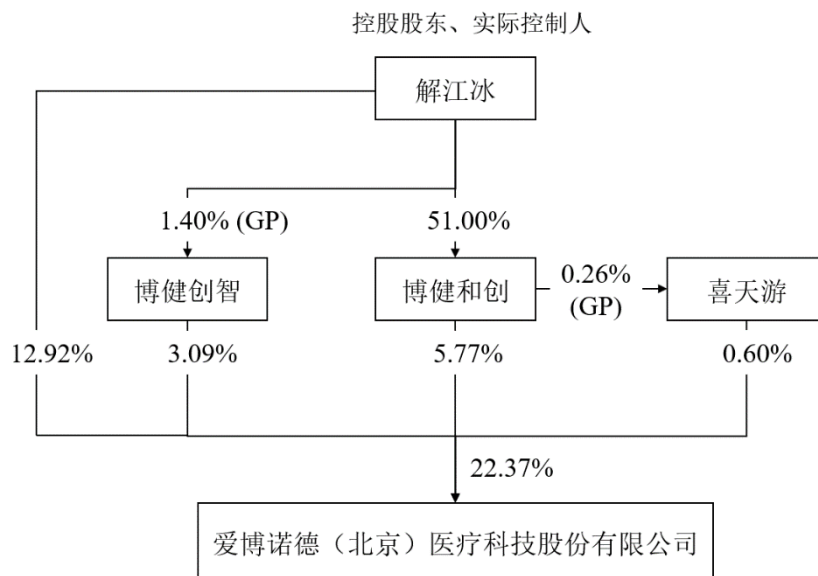 控股股东、实际控制人
解江冰
1.40% (GP)
51.00%
博健创智
博健和创
0.26%
(GP)
喜天游
12.92%
3.09%
5.77%
0.60%
22.37%
爱博诺德（北京）医疗科技股份有限公司